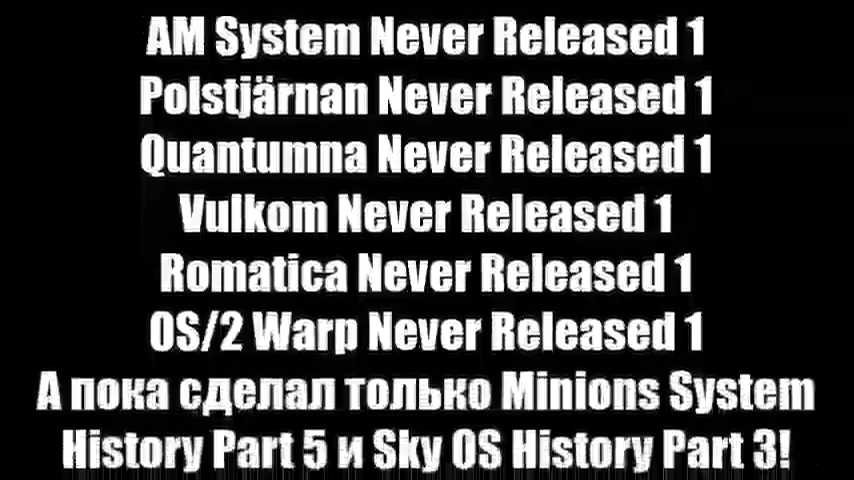 AM System Never Released 1
Polstjärnan Never Released 1
Quantumna Never Released 1
Vulkom Never Released 1
Romatica Never Released 1
OS/2 Warp Never Released 1
А пока сделал только Minions System
History Part 5 и Sky OS History Part 3!